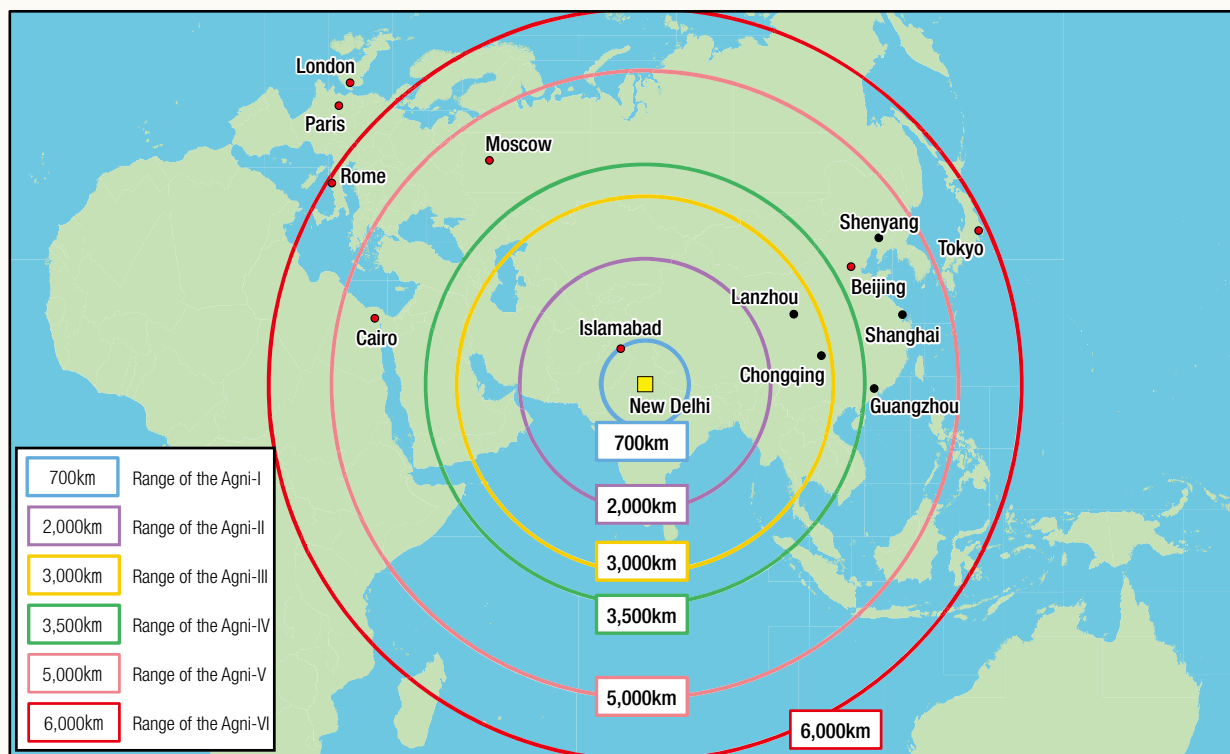 London
Paris
Moscow
Rome
Shenyang
Tokyo
Beijing
Lanzhou
Islamabad
Shanghai
Cairo
Chongqing
New Delhi
Guangzhou
700km
2,000km
3,000km
3,500km
5,000km
6,000km
700km Range of the Agni-I
2,000km Range of the Agni-II
3,000km Range of the Agni-III
3,500km Range of the Agni-IV
5,000km Range of the Agni-V
6,000km Range of the Agni-VI